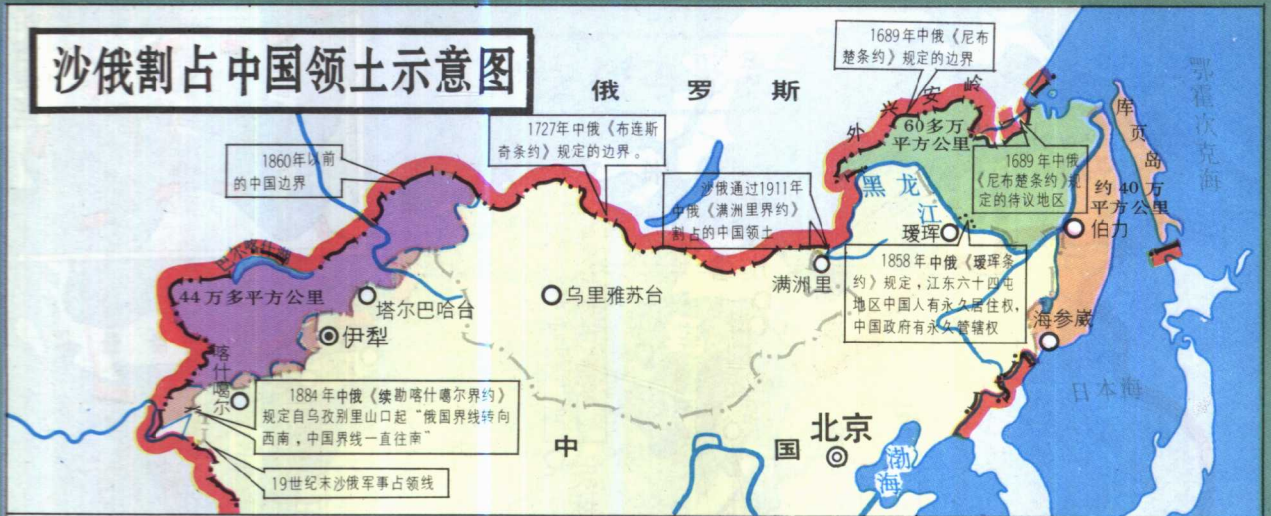 沙俄割占中国领土示意图
俄罗斯
1689年中俄《尼布
楚条约》规定的边界
外兴安岭
60多万
平方公里
库页岛
鄂霍次克海
1727年中俄《布连斯
奇条约》规定的边界。
1860年以前
的中国边界
沙俄通过1911年
中俄《满洲里界约》
割占的中国领土
1689年中俄
《尼布楚条约》规
定的待议地区
约40万
平方公里
黑龙江
瑷珲
伯力
1858年中俄《瑷珲条
约》规定,江东六十四屯
地区中国人有永久居住权,
中国政府有永久管辖权
满洲里
海参崴
日本海
巴尔喀什湖
44万多平方公里
塔尔巴哈台
乌里雅苏台
伊犁
喀什噶尔
1884年中俄《续勘喀什噶尔界约》
规定自乌孜别里山口起“俄国界线转向
西南,中国界线一直往南”
19世纪末沙俄军事占领线
中国
北京
渤海